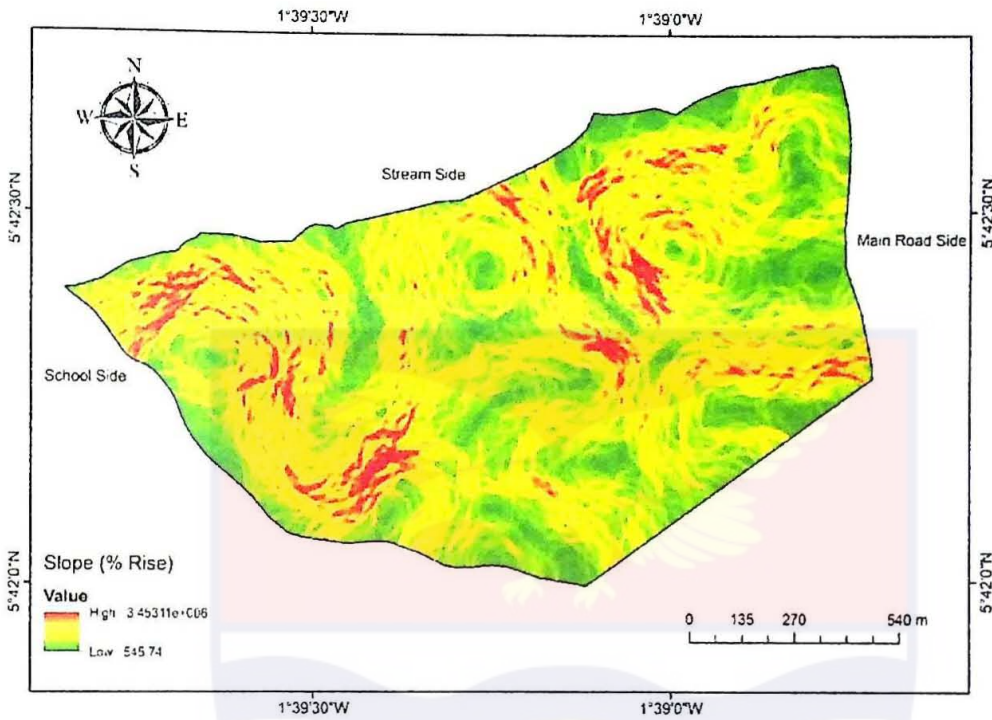 1°39'30"W
1°39'0"W
N
W
E
S
Stream Side
5°42'30"N
5°42'30"N
Main Road Side
School Side
5°42'0"N
5°42'0"N
Slope (% Rise)
Value
High 3.45311e+006
Low 545.74
0 135 270 540 m
1°39'30"W
1°39'0"W